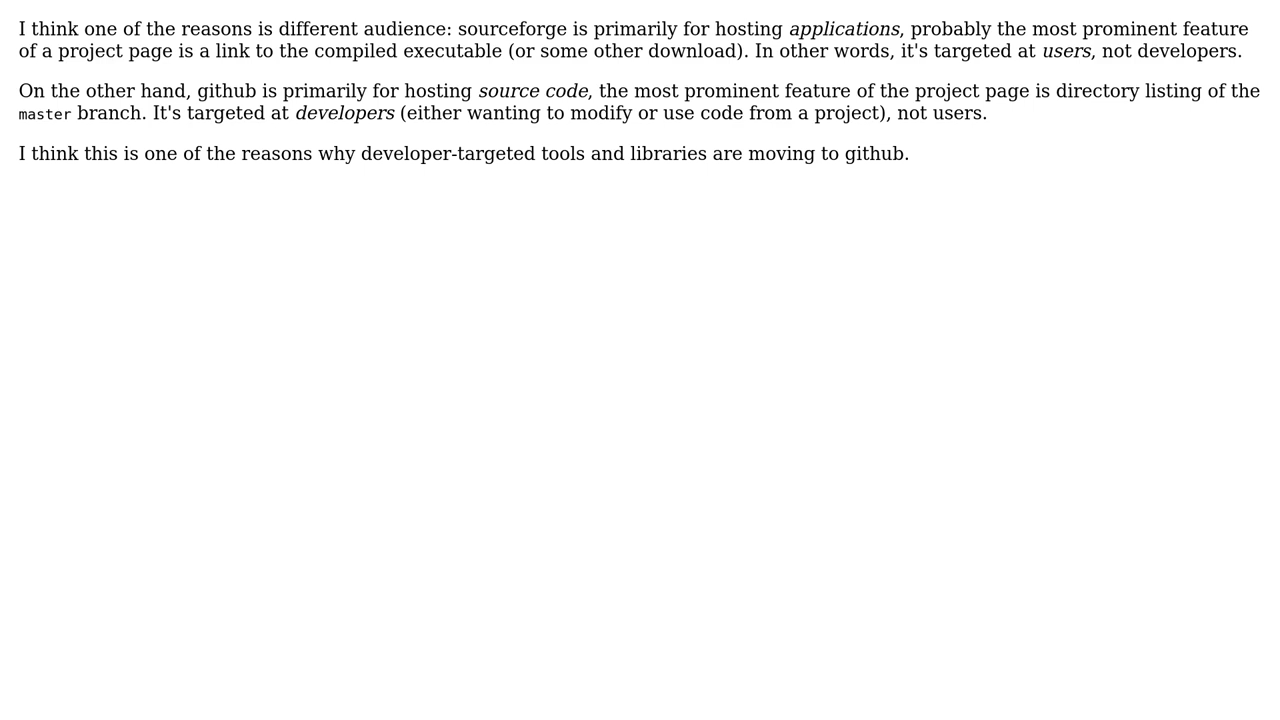 I think one of the reasons is different audience: sourceforge is primarily for hosting applications, probably the most prominent feature
of a project page is a link to the compiled executable (or some other download). In other words, it's targeted at users, not developers.
On the other hand, github is primarily for hosting source code, the most prominent feature of the project page is directory listing of the
master branch. It's targeted at developers (either wanting to modify or use code from a project), not users.
I think this is one of the reasons why developer-targeted tools and libraries are moving to github.